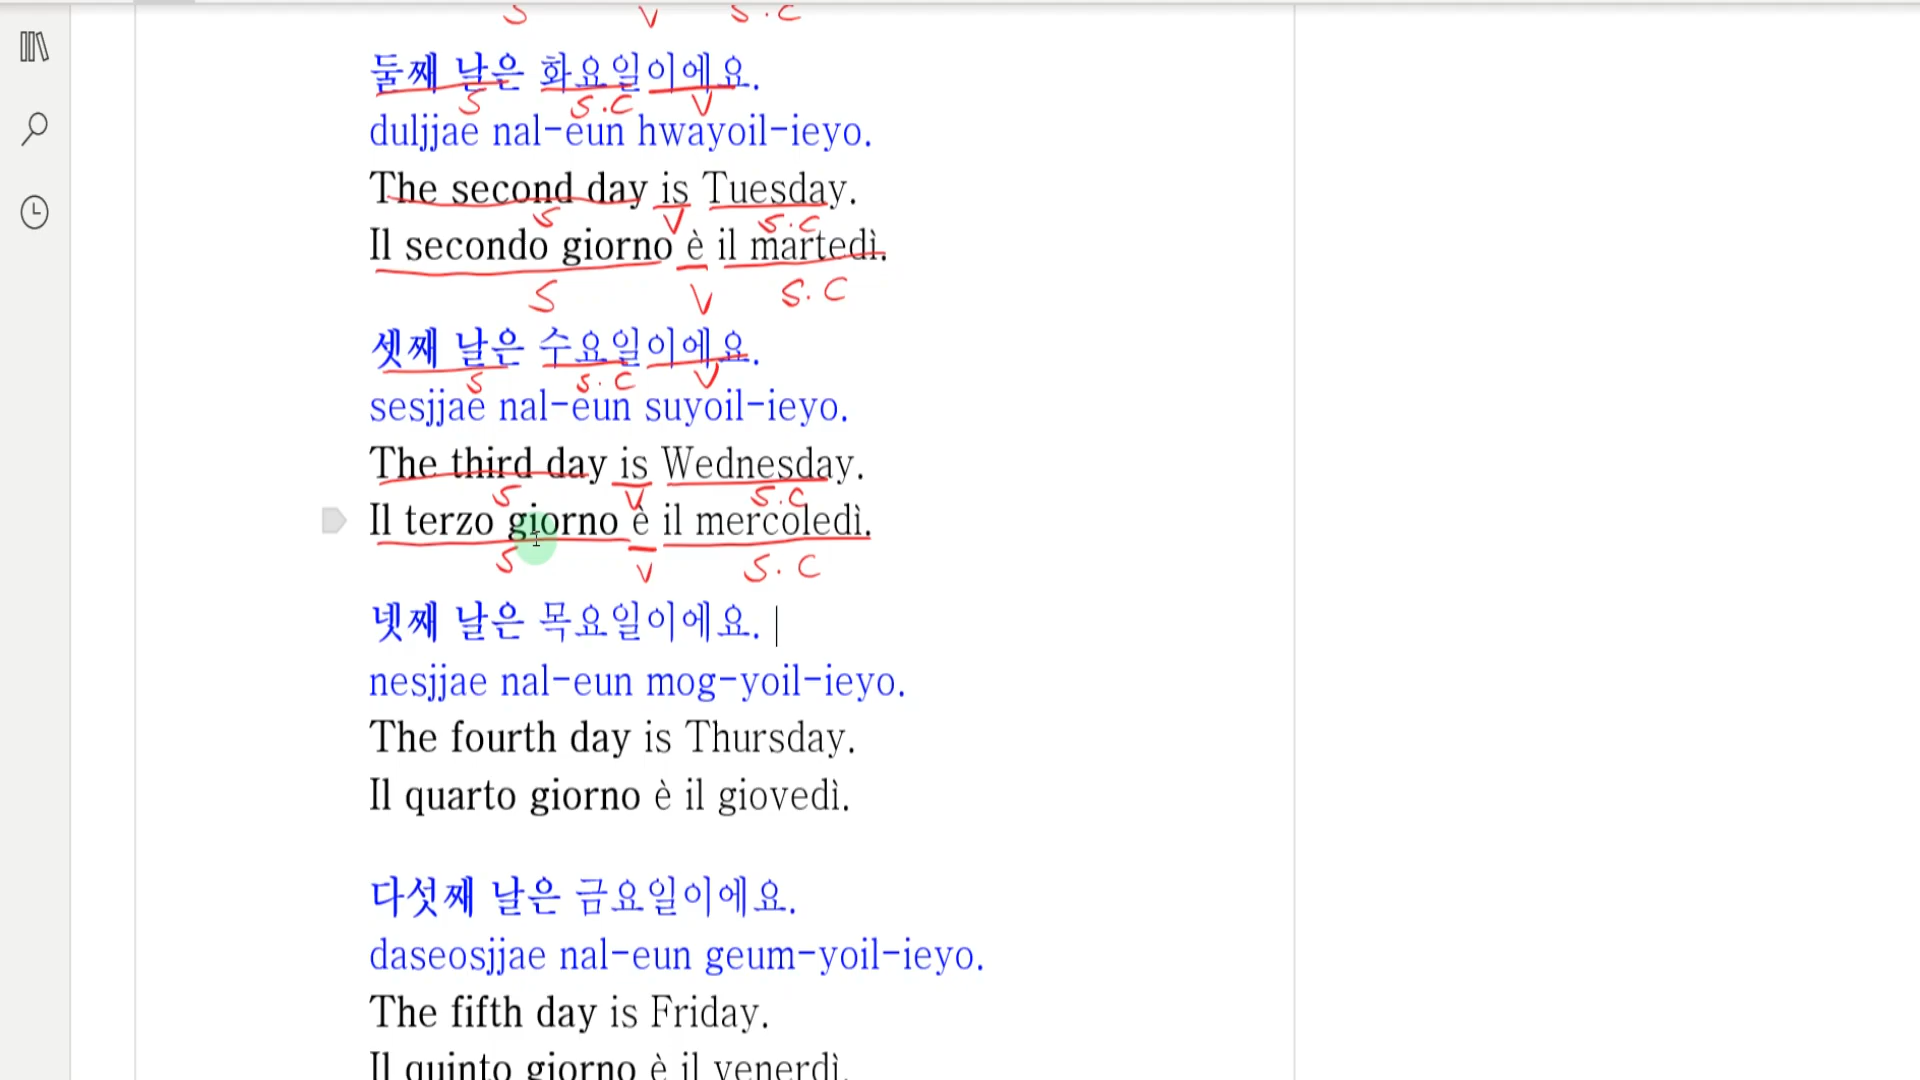 S V S.C
둘째 날은 화요일이에요.
S S.C V
duljjae nal-eun hwayoil-ieyo.
The second day is Tuesday.
S V S.C
Il secondo giorno è il martedì.
S V S.C
셋째 날은 수요일이에요.
S S.C V
sesjjae nal-eun suyoil-ieyo.
The third day is Wednesday.
S V S.C
Il terzo giorno è il mercoledì.
S V S.C
넷째 날은 목요일이에요.
nesjjae nal-eun mog-yoil-ieyo.
The fourth day is Thursday.
Il quarto giorno è il giovedì.
다섯째 날은 금요일이에요.
daseosjjae nal-eun geum-yoil-ieyo.
The fifth day is Friday.
Il quinto giorno è il venerdì.